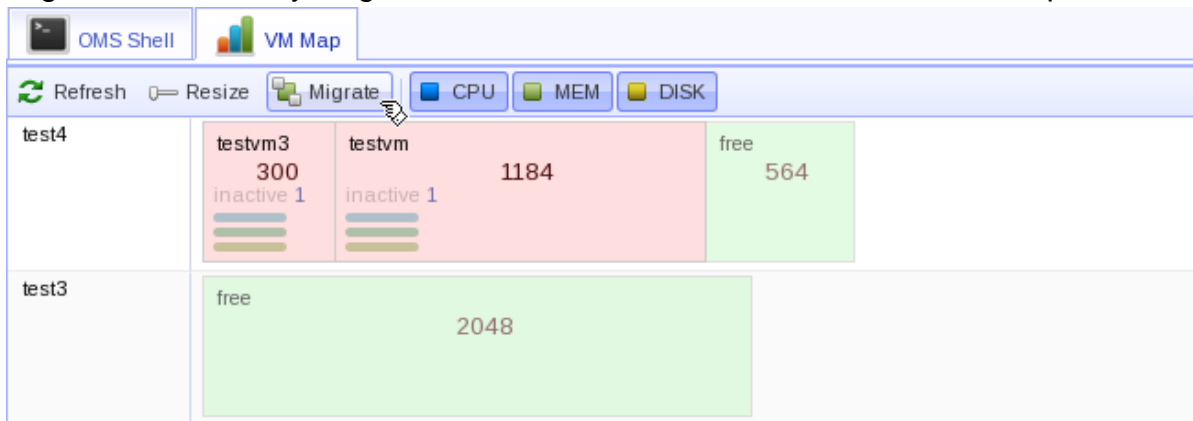 OMS Shell VM Map
Refresh Resize Migrate CPU MEM DISK
test4 testvm3 testvm free
300 1184 564
inactive 1 inactive 1
test3 free
2048